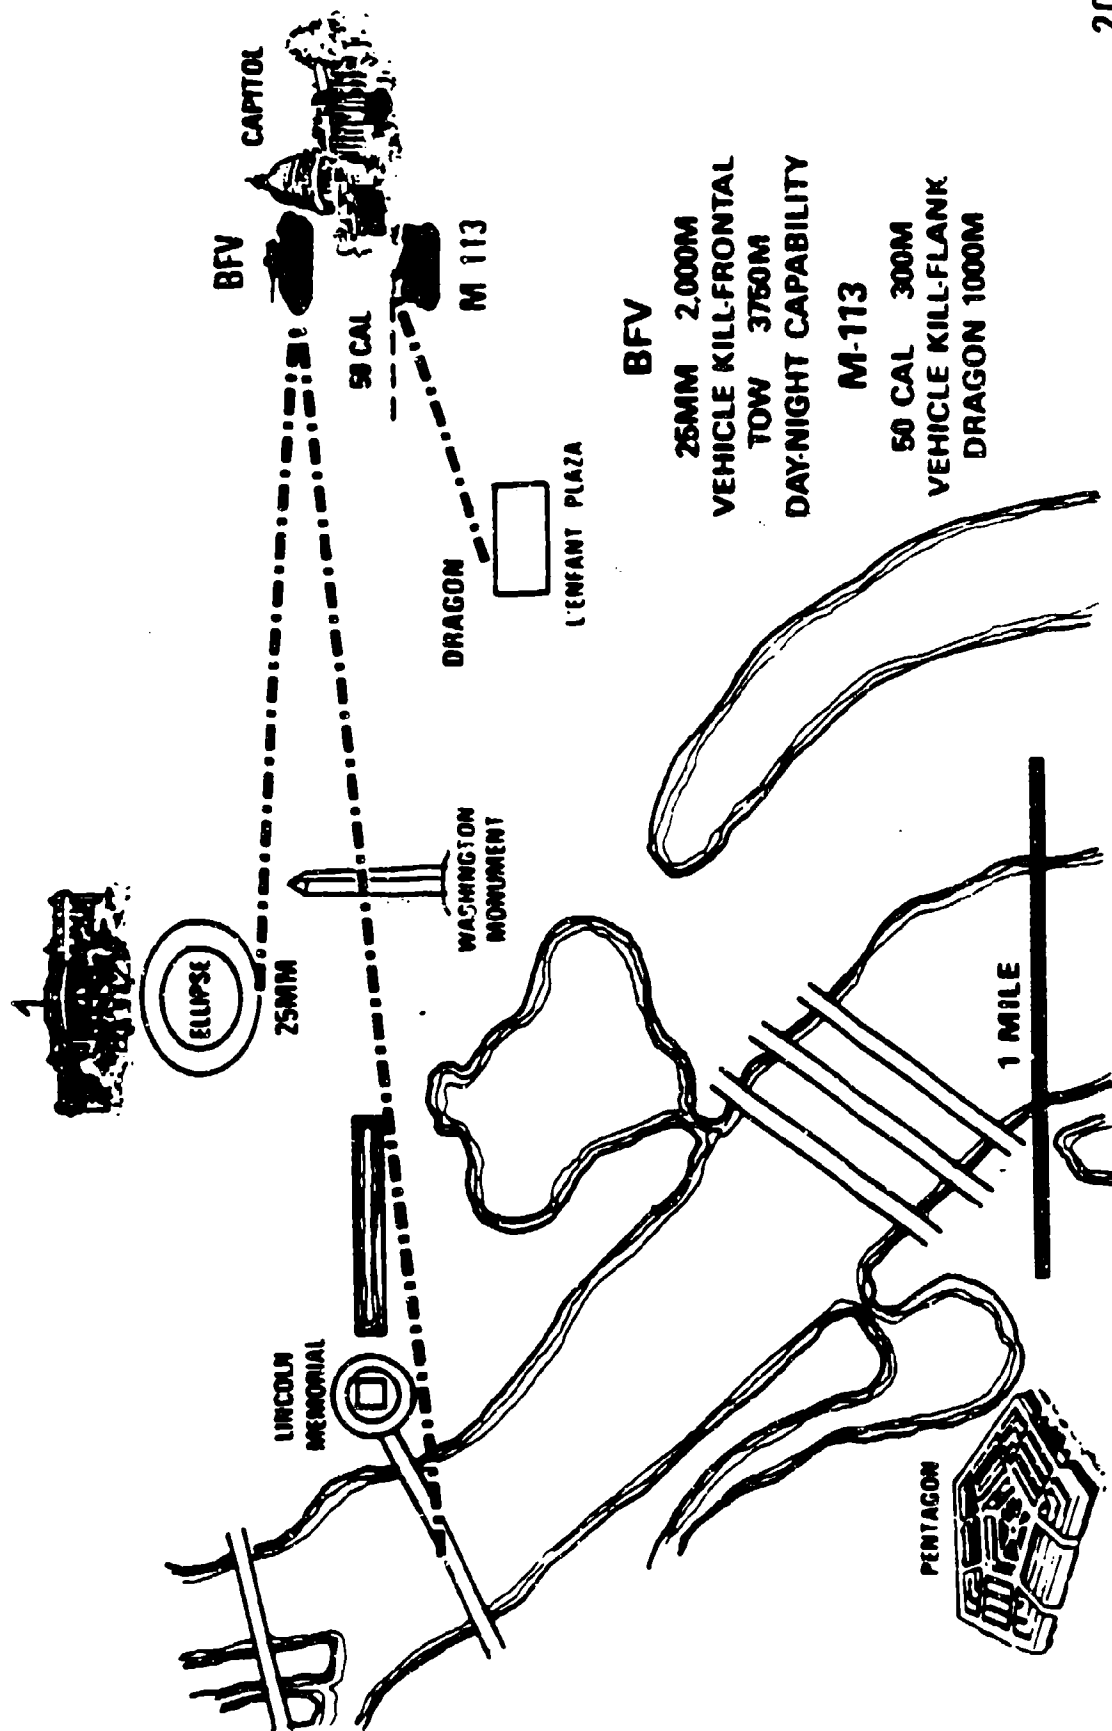 CAPITOL
BFV
50 CAL
M 113
ELLIPSE
25MM
DRAGON
L'ENFANT PLAZA
WASHINGTON
MONUMENT
LINCOLN
MEMORIAL
BFV
25MM 2,000M
VEHICLE KILL-FRONTAL
TOW 3750M
DAY-NIGHT CAPABILITY
M-113
50 CAL 300M
VEHICLE KILL-FLANK
DRAGON 1000M
1 MILE
PENTAGON